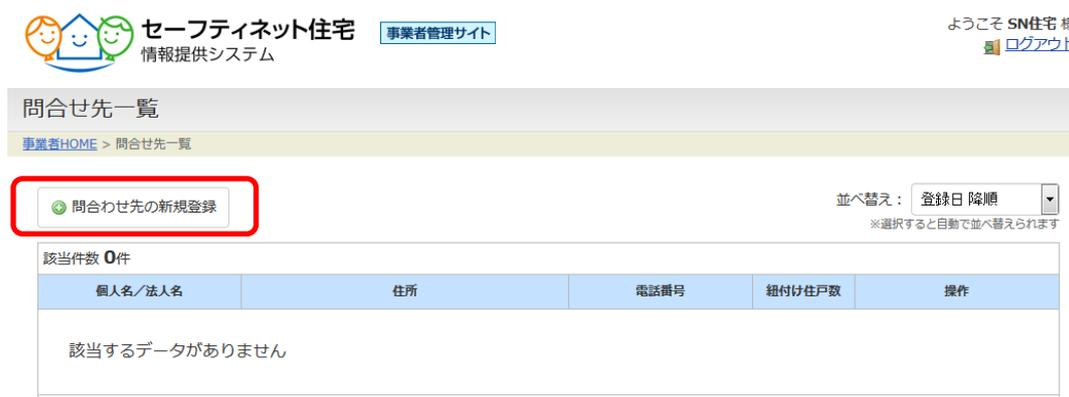 セーフティネット住宅
情報提供システム
事業者管理サイト
ようこそ SN住宅 様
ログアウト
問合せ先一覧
事業者HOME > 問合せ先一覧
問合わせ先の新規登録
並べ替え： 登録日 降順
※選択すると自動で並べ替えられます
該当件数 0件
個人名／法人名 住所 電話番号 紐付け住戸数 操作
該当するデータがありません